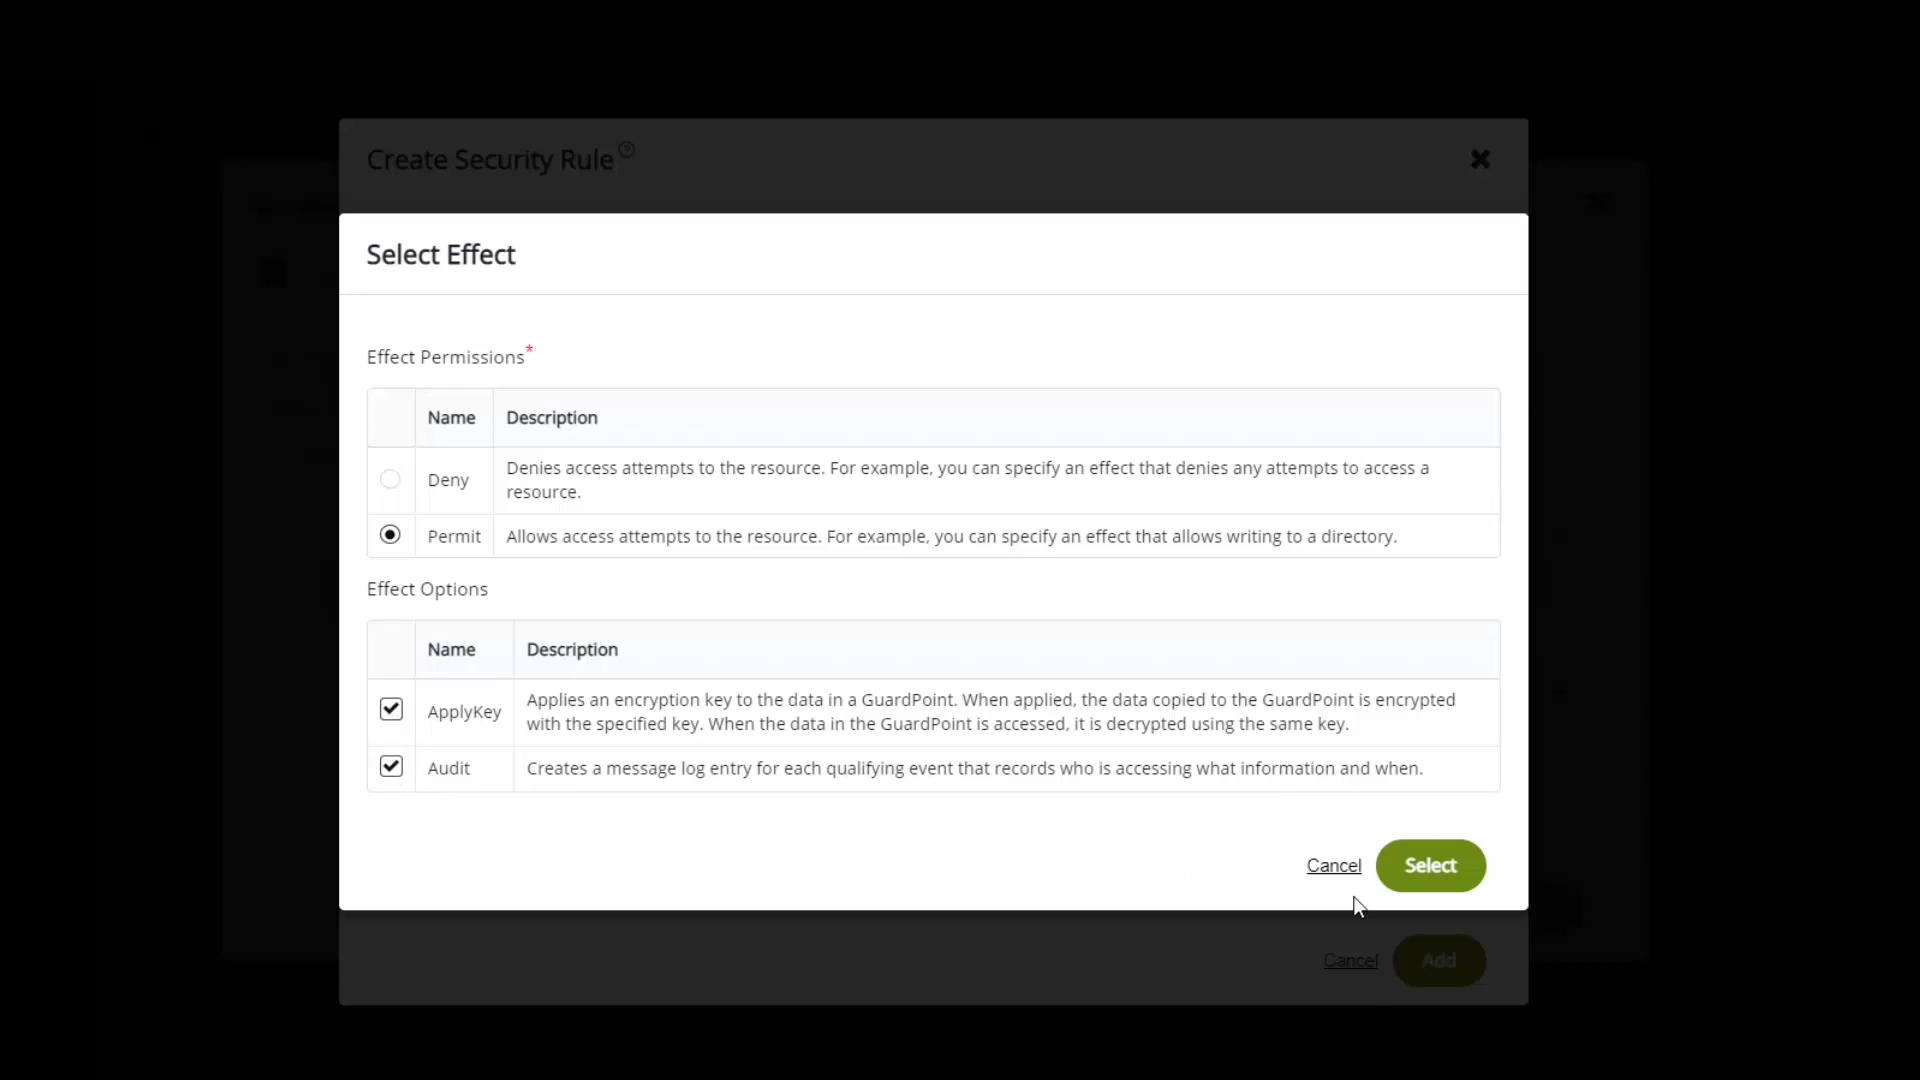 Create Security Rule
Select Effect
Effect Permissions*
Name Description
Deny Denies access attempts to the resource. For example, you can specify an effect that denies any attempts to access a
resource.
Permit Allows access attempts to the resource. For example, you can specify an effect that allows writing to a directory.
Effect Options
Name Description
ApplyKey Applies an encryption key to the data in a GuardPoint. When applied, the data copied to the GuardPoint is encrypted
with the specified key. When the data in the GuardPoint is accessed, it is decrypted using the same key.
Audit Creates a message log entry for each qualifying event that records who is accessing what information and when.
Cancel Select
Cancel Add